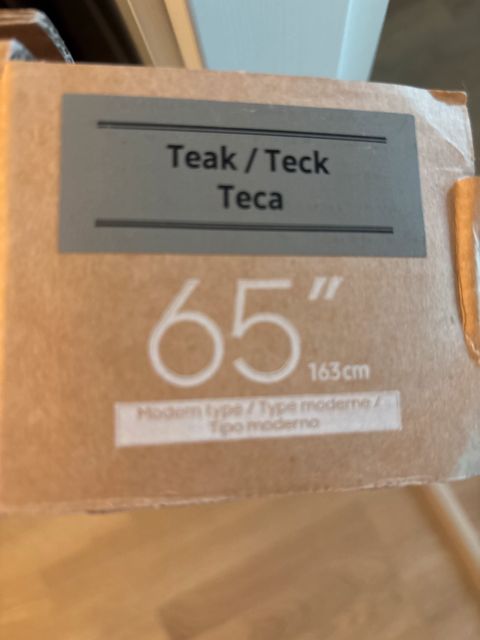 Teak / Teck
Teca
65”
163cm
Modern type / Type moderne /
Tipo moderno